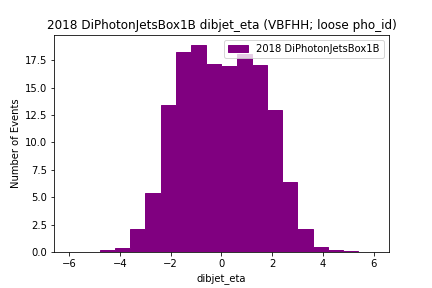 2018 DiPhotonJetsBox1B dibjet_eta (VBFHH; loose pho_id)
2018 DiPhotonJetsBox1B
Number of Events
17.5
15.0
12.5
10.0
7.5
5.0
2.5
0.0
−6 −4 −2 0 2 4 6
dibjet_eta